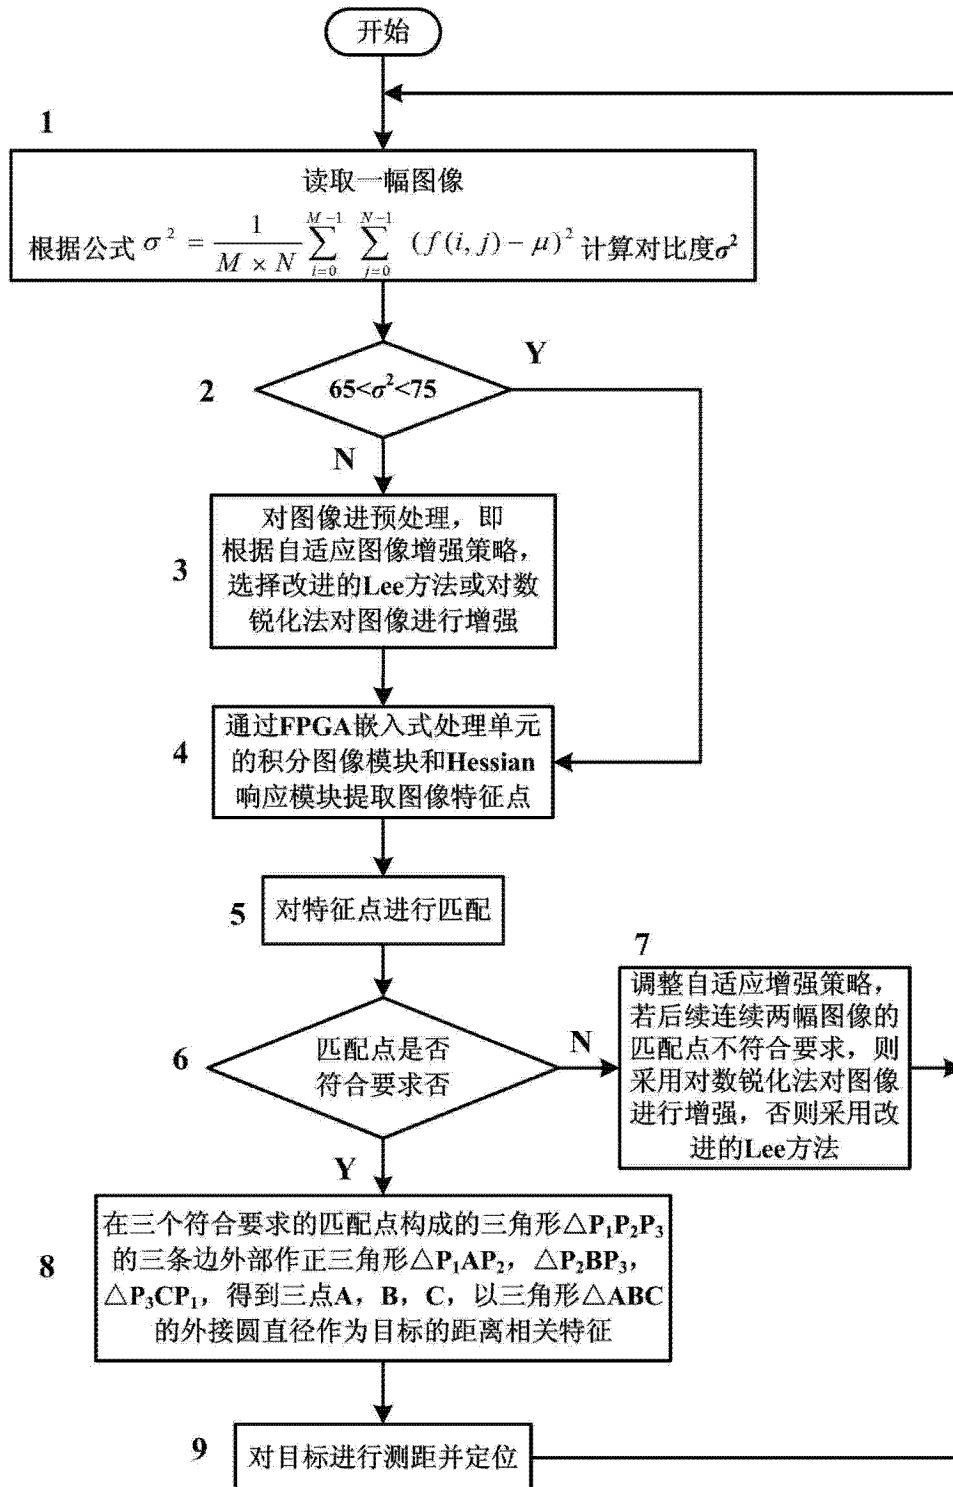 开始
1
读取一幅图像
根据公式 σ² = \frac{1}{M × N} \sum_{i=0}^{M-1} \sum_{j=0}^{N-1} (f(i, j) − μ)² 计算对比度σ²
Y
2
65<σ²<75
N
对图像进预处理，即
根据自适应图像增强策略，
3
选择改进的Lee方法或对数
锐化法对图像进行增强
通过FPGA嵌入式处理单元
4
的积分图像模块和Hessian
响应模块提取图像特征点
5
对特征点进行匹配
6
匹配点是否
符合要求否
N
7
调整自适应增强策略，
若后续连续两幅图像的
匹配点不符合要求，则
采用对数锐化法对图像
进行增强，否则采用改
进的Lee方法
Y
8
在三个符合要求的匹配点构成的三角形△P₁P₂P₃
的三条边外部作正三角形△P₁AP₂，△P₂BP₃，
△P₃CP₁，得到三点A，B，C，以三角形△ABC
的外接圆直径作为目标的距离相关特征
9
对目标进行测距并定位